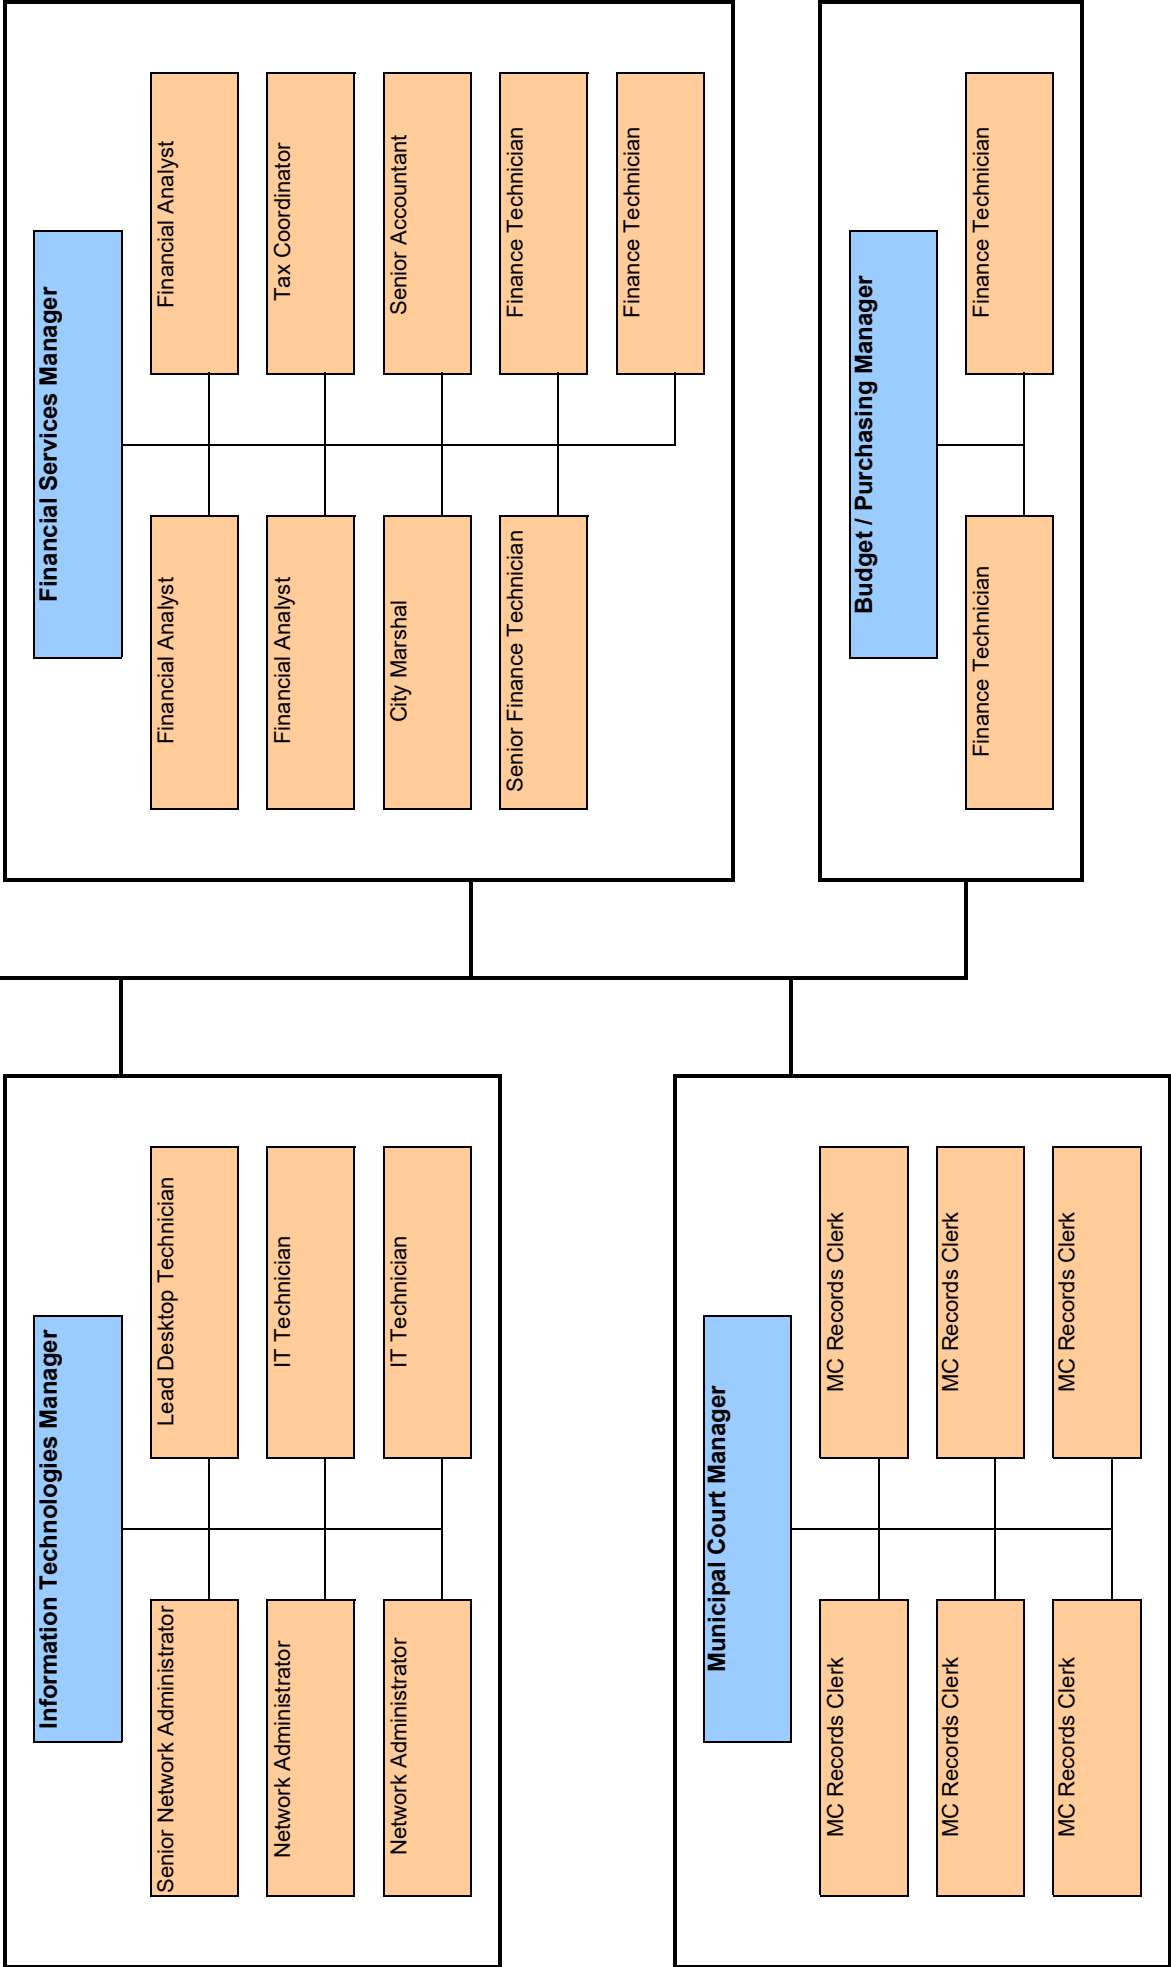 Information Technologies Manager
Senior Network Administrator
Lead Desktop Technician
Network Administrator
IT Technician
Network Administrator
IT Technician
Financial Services Manager
Financial Analyst
Financial Analyst
Financial Analyst
Tax Coordinator
City Marshal
Senior Accountant
Senior Finance Technician
Finance Technician
Finance Technician
Municipal Court Manager
MC Records Clerk
MC Records Clerk
MC Records Clerk
MC Records Clerk
MC Records Clerk
MC Records Clerk
Budget / Purchasing Manager
Finance Technician
Finance Technician